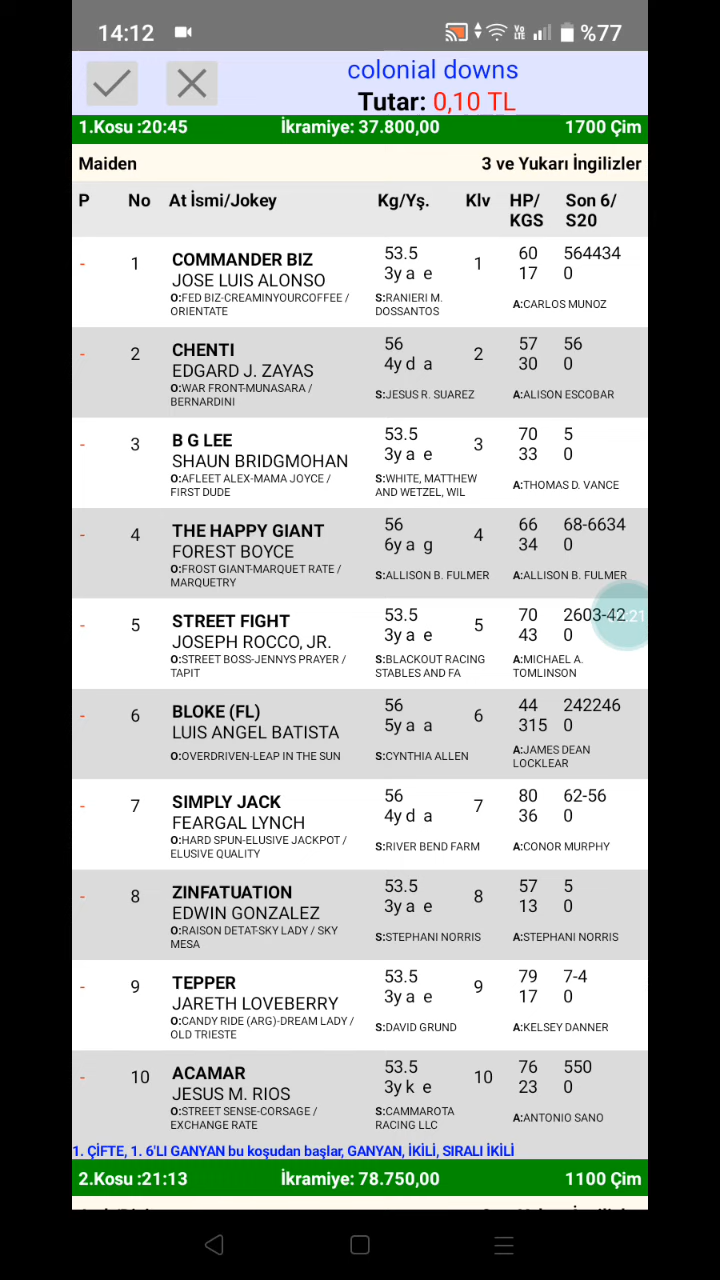 14:12 Vo LTE %77
colonial downs
Tutar: 0,10 TL
1.Kosu :20:45 İkramiye: 37.800,00 1700 Çim
Maiden 3 ve Yukarı İngilizler
P No At İsmi/Jokey Kg/Yş. Klv HP/ Son 6/
KGS S20
- 1 COMMANDER BIZ 53.5 1 60 564434
JOSE LUIS ALONSO 3y a e 17 0
O:FED BIZ-CREAMINYOURCOFFEE / S:RANIERI M. A:CARLOS MUNOZ
ORIENTATE DOSSANTOS
- 2 CHENTI 56 2 57 56
EDGARD J. ZAYAS 4y d a 30 0
O:WAR FRONT-MUNASARA / S:JESUS R. SUAREZ A:ALISON ESCOBAR
BERNARDINI
- 3 B G LEE 53.5 3 70 5
SHAUN BRIDGMOHAN 3y a e 33 0
O:AFLEET ALEX-MAMA JOYCE / S:WHITE, MATTHEW A:THOMAS D. VANCE
FIRST DUDE AND WETZEL, WIL
- 4 THE HAPPY GIANT 56 4 66 68-6634
FOREST BOYCE 6y a g 34 0
O:FROST GIANT-MARQUET RATE / S:ALLISON B. FULMER A:ALLISON B. FULMER
MARQUETRY
- 5 STREET FIGHT 53.5 5 70 2603-42
JOSEPH ROCCO, JR. 3y a e 43 0
O:STREET BOSS-JENNYS PRAYER / S:BLACKOUT RACING A:MICHAEL A.
TAPIT STABLES AND FA TOMLINSON
- 6 BLOKE (FL) 56 6 44 242246
LUIS ANGEL BATISTA 5y a a 315 0
O:OVERDRIVEN-LEAP IN THE SUN S:CYNTHIA ALLEN A:JAMES DEAN
LOCKLEAR
- 7 SIMPLY JACK 56 7 80 62-56
FEARGAL LYNCH 4y d a 36 0
O:HARD SPUN-ELUSIVE JACKPOT / S:RIVER BEND FARM A:CONOR MURPHY
ELUSIVE QUALITY
- 8 ZINFATUATION 53.5 8 57 5
EDWIN GONZALEZ 3y a e 13 0
O:RAISON DETAT-SKY LADY / SKY S:STEPHANI NORRIS A:STEPHANI NORRIS
MESA
- 9 TEPPER 53.5 9 79 7-4
JARETH LOVEBERRY 3y a e 17 0
O:CANDY RIDE (ARG)-DREAM LADY / S:DAVID GRUND A:KELSEY DANNER
OLD TRIESTE
- 10 ACAMAR 53.5 10 76 550
JESUS M. RIOS 3y k e 23 0
O:STREET SENSE-CORSAGE / S:CAMMAROTA A:ANTONIO SANO
EXCHANGE RATE RACING LLC
1. ÇİFTE, 1. 6'LI GANYAN bu koşudan başlar, GANYAN, İKİLİ, SIRALI İKİLİ
2.Kosu :21:13 İkramiye: 78.750,00 1100 Çim